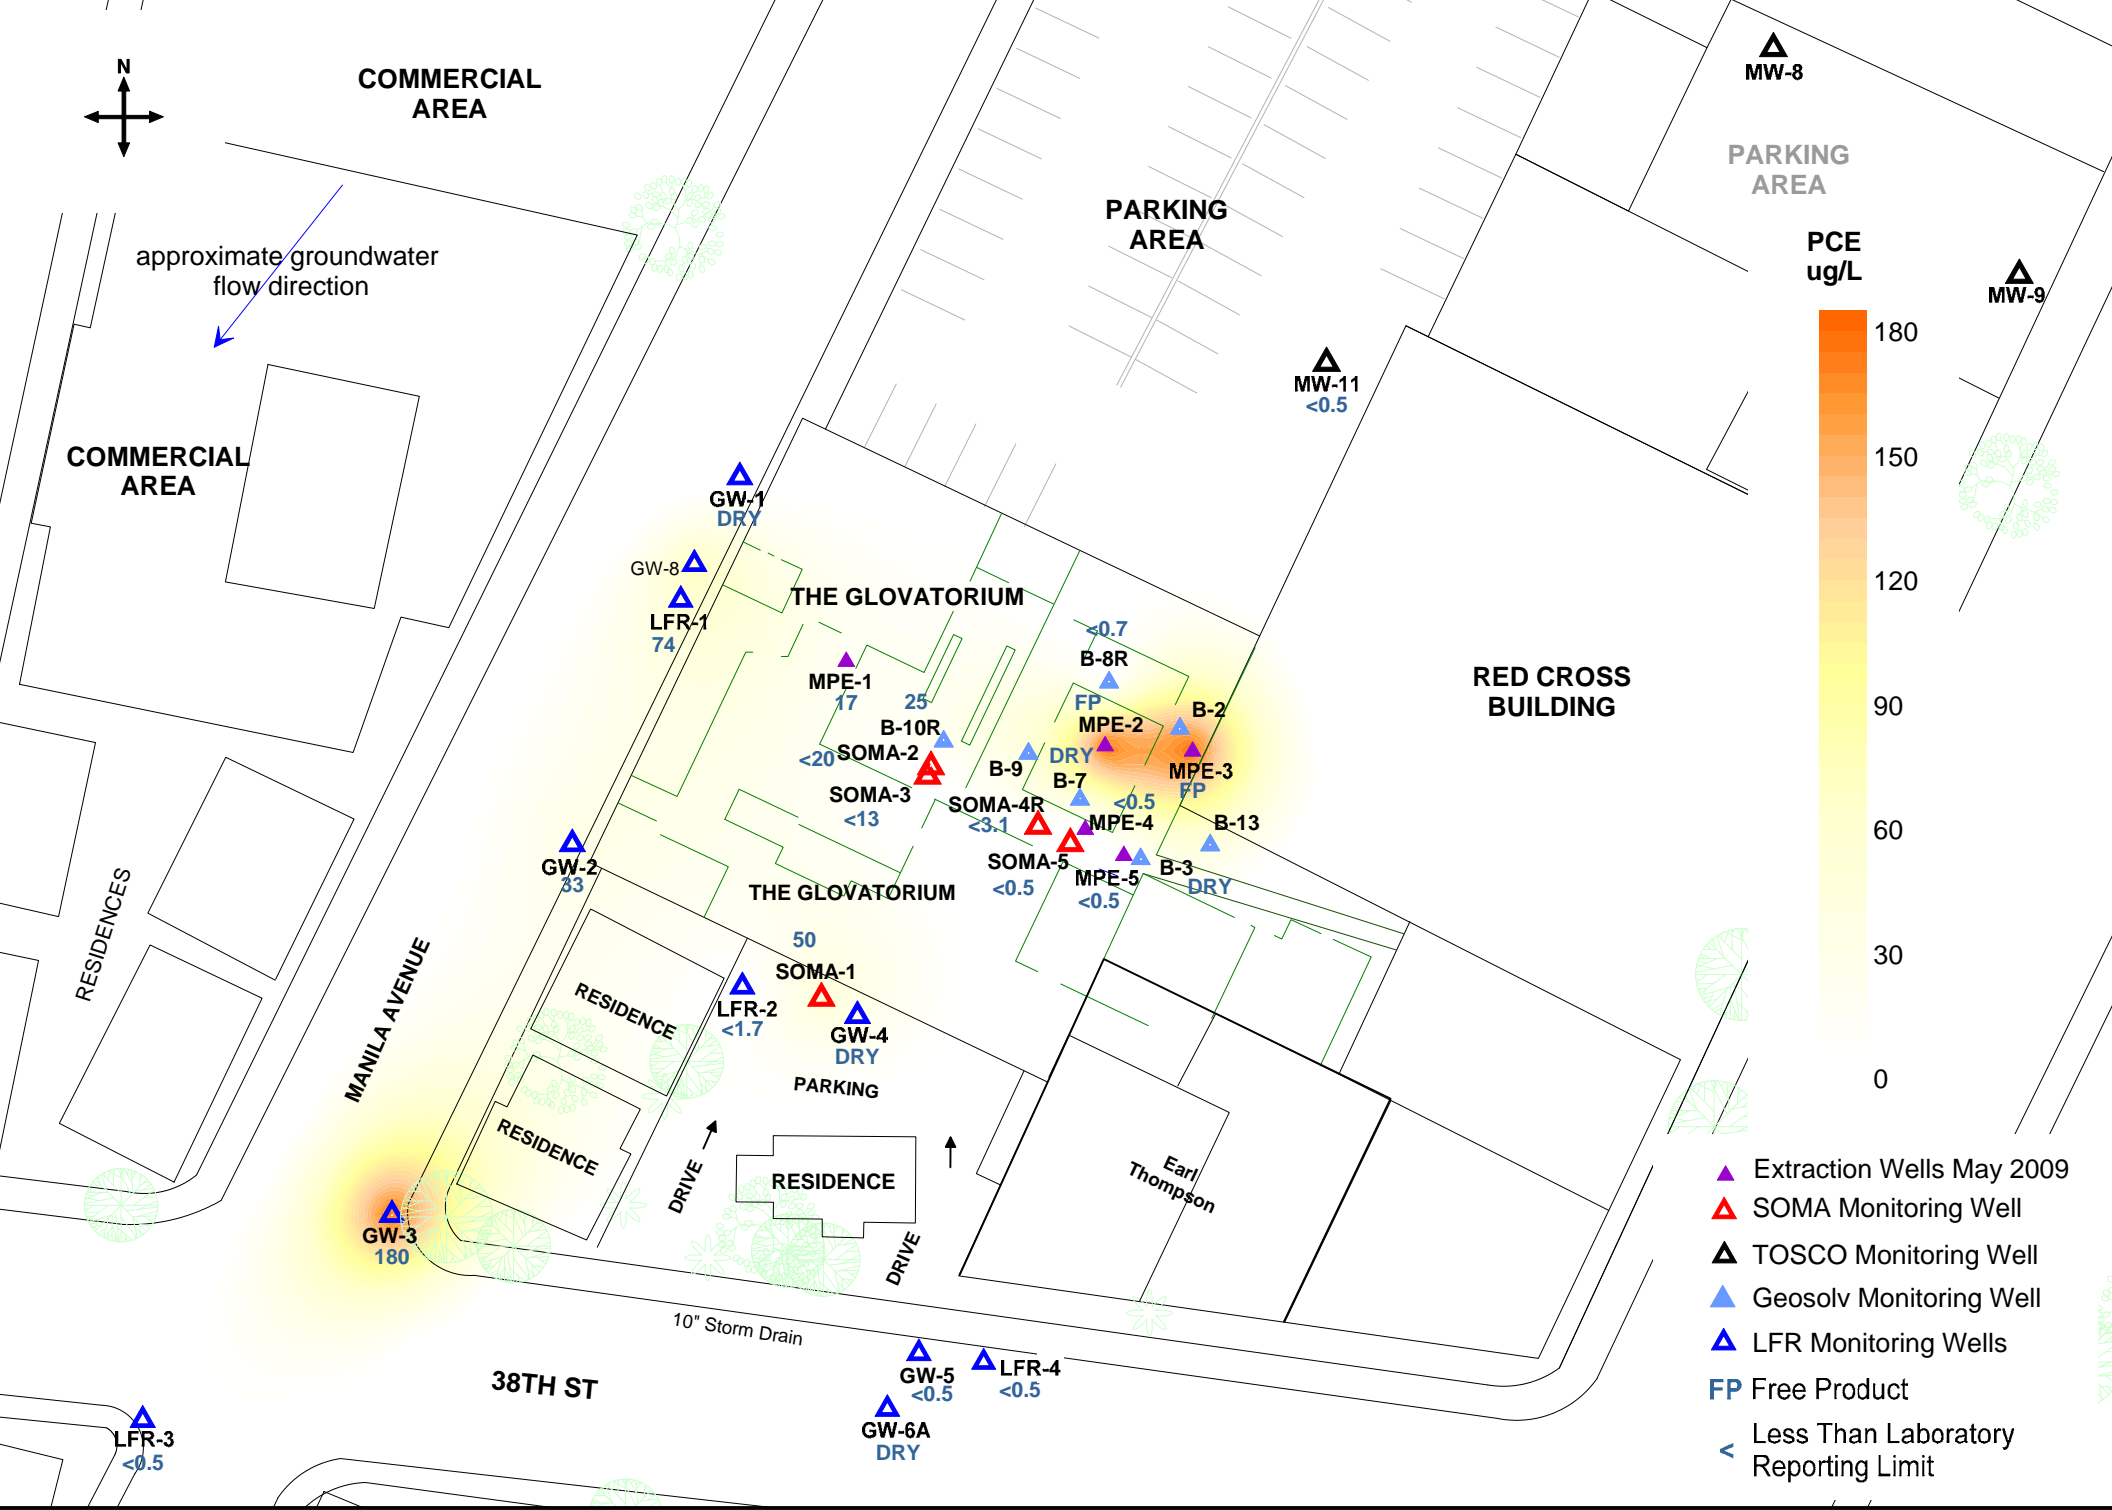 N
COMMERCIAL
AREA
MW-8
PARKING
AREA
PARKING
AREA
approximate groundwater
flow direction
PCE
ug/L
MW-9
180
150
120
90
60
30
0
MW-11
<0.5
COMMERCIAL
AREA
GW-1
DRY
GW-8
LFR-1
74
THE GLOVATORIUM
<0.7
B-8R
MPE-1
17
25
FP
B-2
B-10R
MPE-2
SOMA-2
<20
DRY
B-9
MPE-3
FP
B-7
SOMA-3
<13
SOMA-4R
<3.1
<0.5
MPE-4
B-13
RED CROSS
BUILDING
SOMA-5
<0.5
MPE-5
<0.5
B-3
DRY
GW-2
33
THE GLOVATORIUM
RESIDENCES
MANILA AVENUE
50
SOMA-1
LFR-2
<1.7
GW-4
DRY
RESIDENCE
PARKING
RESIDENCE
DRIVE
RESIDENCE
DRIVE
Earl
Thompson
GW-3
180
10" Storm Drain
38TH ST
GW-5
<0.5
LFR-4
<0.5
GW-6A
DRY
LFR-3
<0.5
Extraction Wells May 2009
SOMA Monitoring Well
TOSCO Monitoring Well
Geosolv Monitoring Well
LFR Monitoring Wells
FP Free Product
< Less Than Laboratory
Reporting Limit